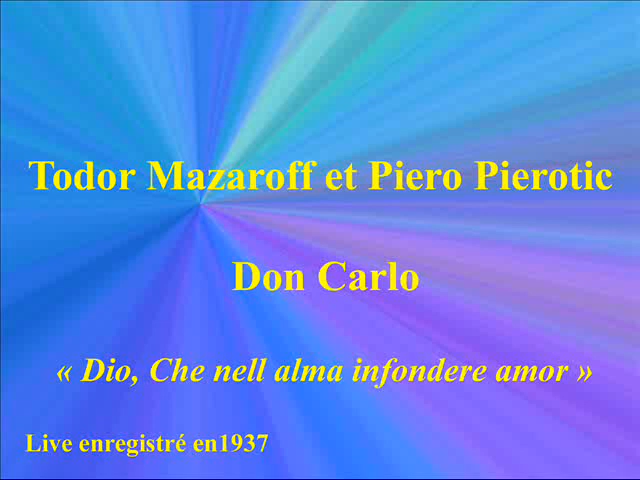 Todor Mazaroff et Piero Pierotic
Don Carlo
« Dio, Che nell alma infondere amor »
Live enregistré en1937